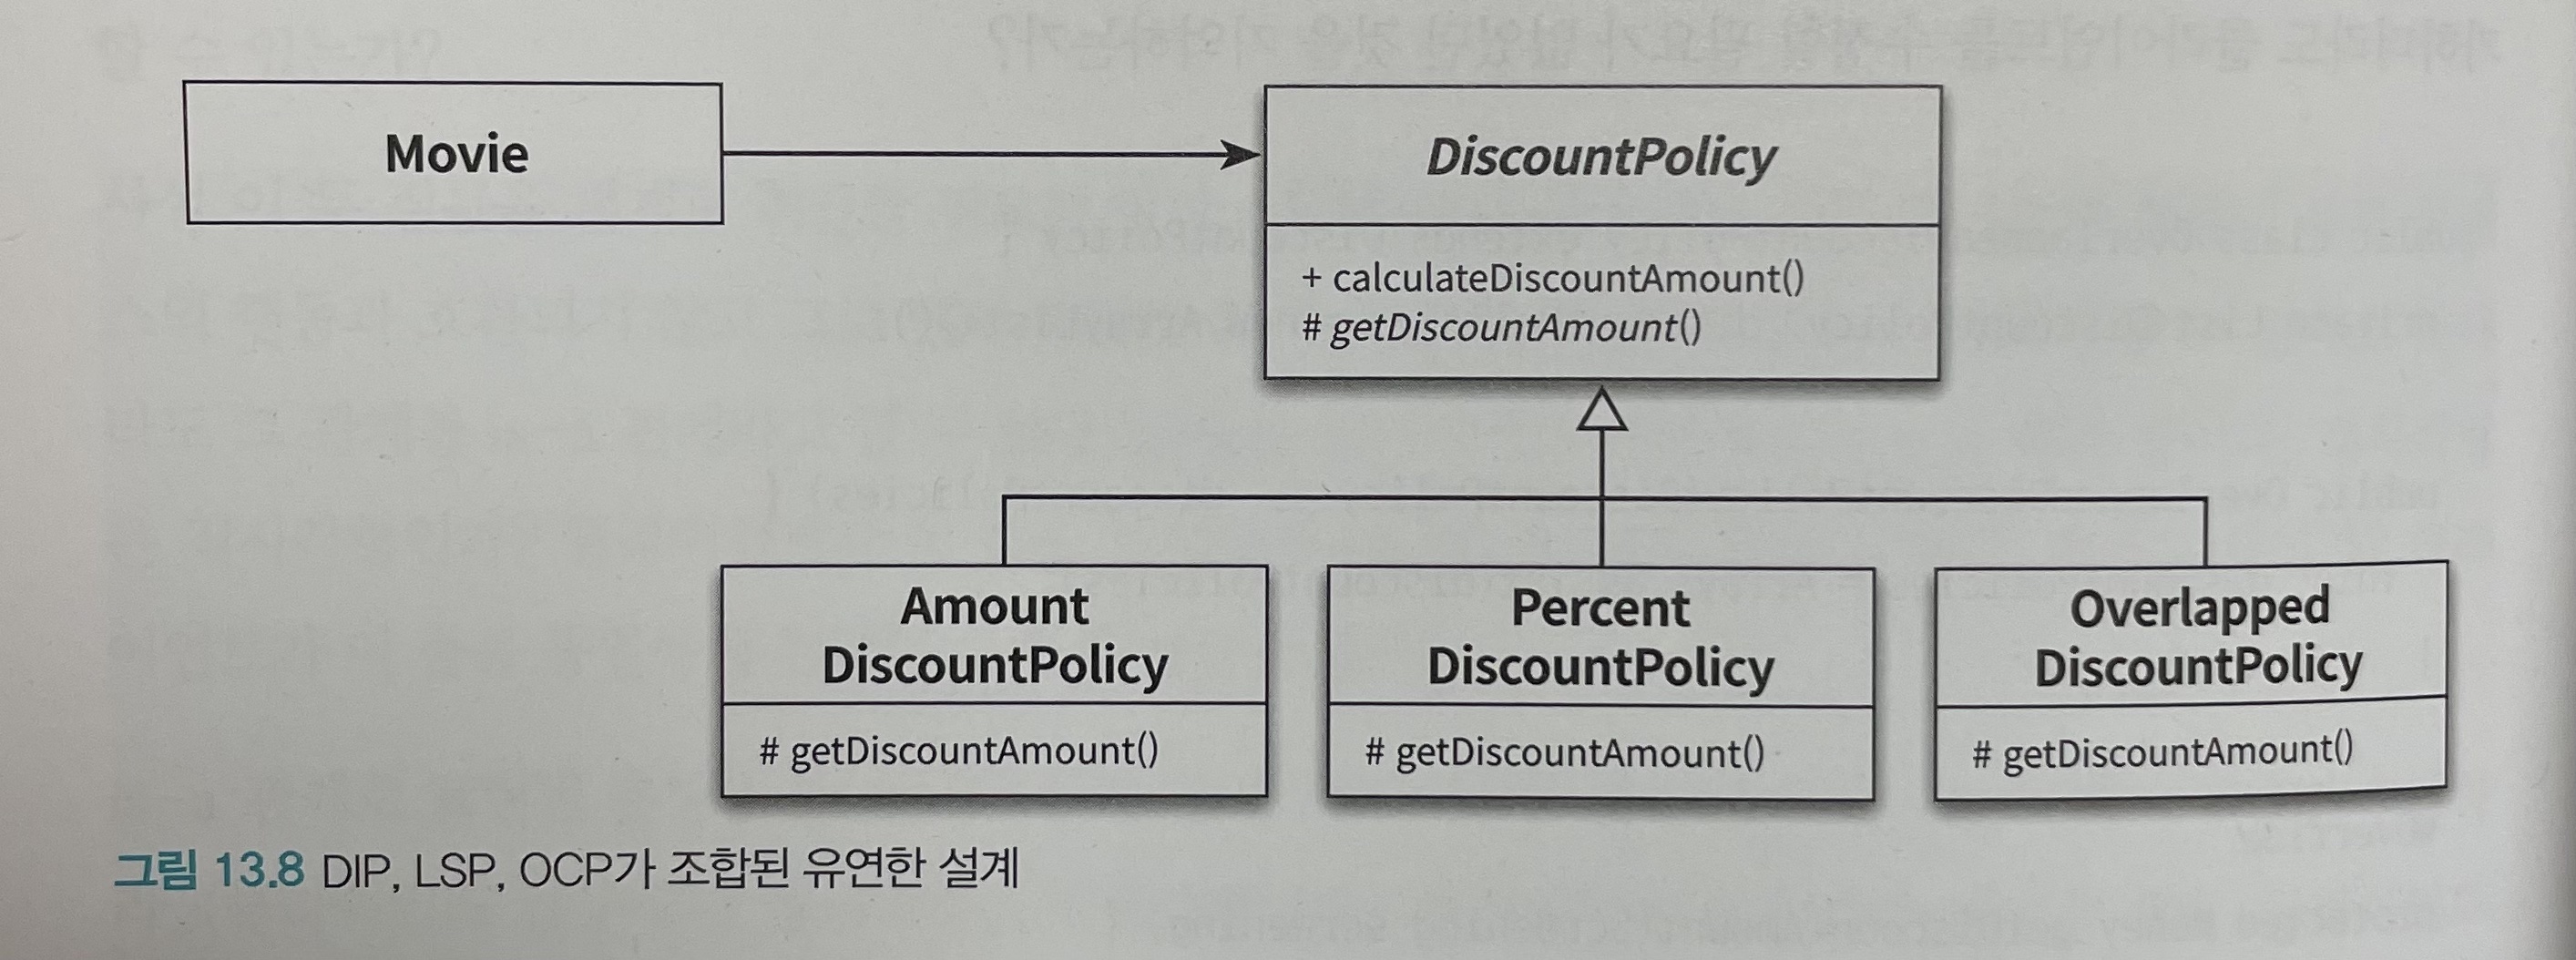 Movie
DiscountPolicy
+ calculateDiscountAmount()
# getDiscountAmount()
Amount
DiscountPolicy
# getDiscountAmount()
Percent
DiscountPolicy
# getDiscountAmount()
Overlapped
DiscountPolicy
# getDiscountAmount()
그림 13.8 DIP, LSP, OCP가 조합된 유연한 설계